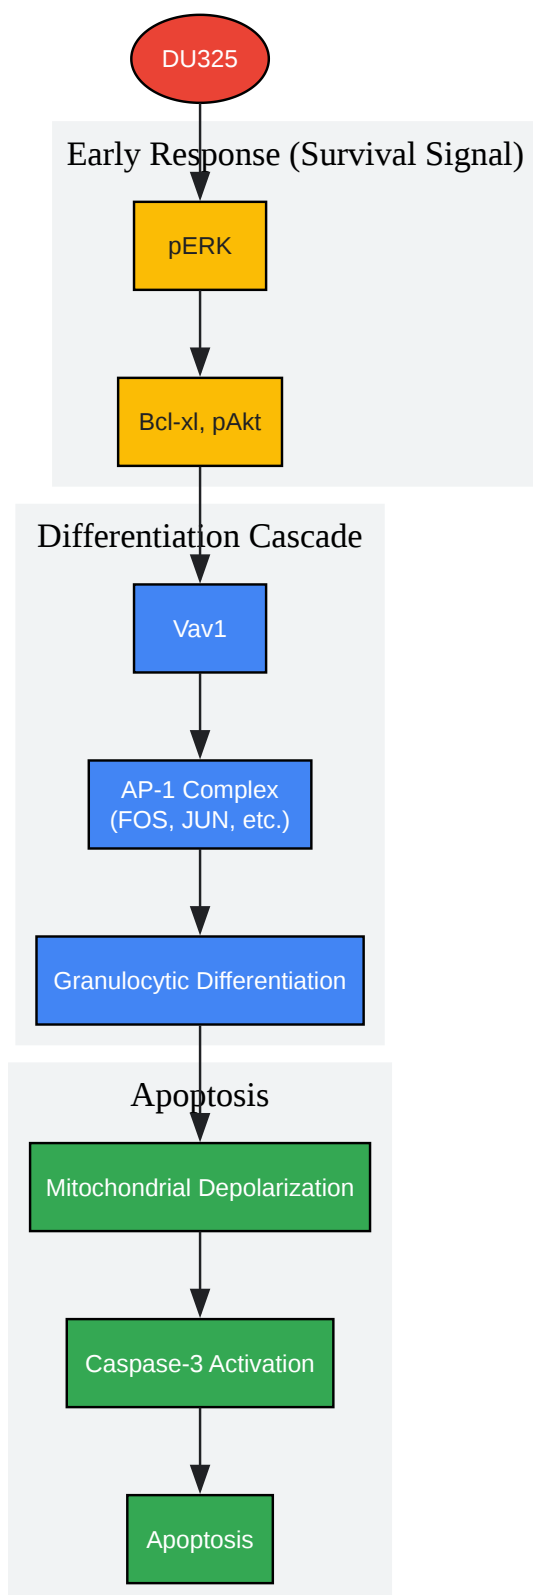 DU325
Early Response (Survival Signal)
pERK
Bcl-xl, pAkt
Differentiation Cascade
Vav1
AP-1 Complex
(FOS, JUN, etc.)
Granulocytic Differentiation
Apoptosis
Mitochondrial Depolarization
Caspase-3 Activation
Apoptosis